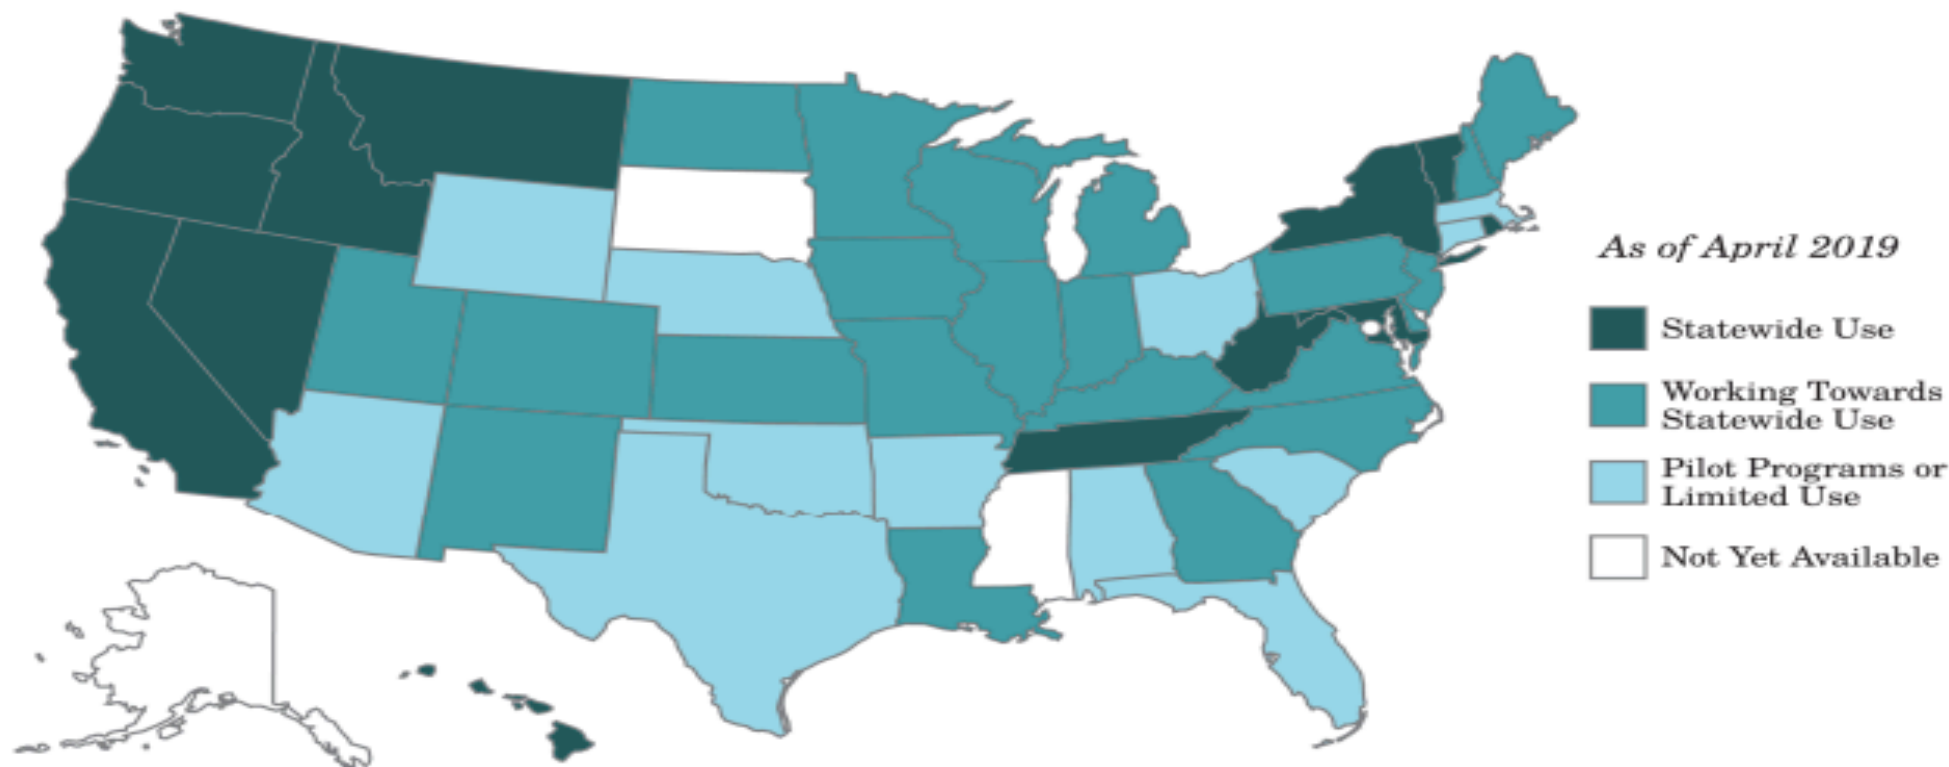 As of April 2019
Statewide Use
Working Towards
Statewide Use
Pilot Programs or
Limited Use
Not Yet Available